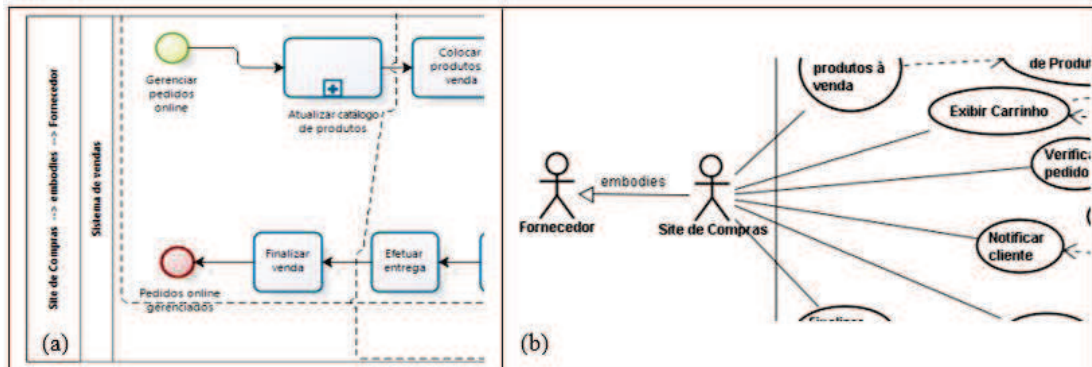 Site de Compras --> embodies --> Fornecedor
Sistema de vendas
Gerenciar
pedidos
online
Atualizar catálogo
de produtos
Colocar
produtos
venda
Finalizar
venda
Efetuar
entrega
Pedidos online
gerenciados
(a)
produtos à
venda
de Produ
Exibir Carrinho
Verifica
pedido
embodies
Fornecedor
Site de Compras
Notificar
cliente
Finalizar
(b)